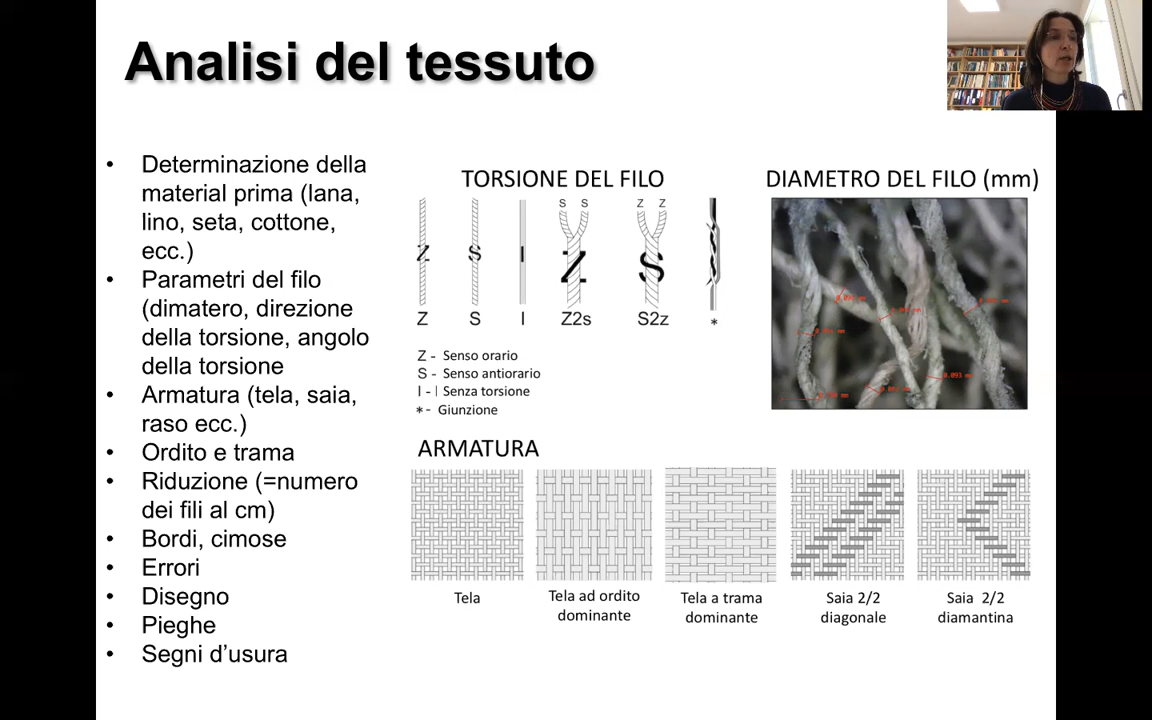 Analisi del tessuto
• Determinazione della
material prima (lana,
lino, seta, cottone,
ecc.)
• Parametri del filo
(dimatero, direzione
della torsione, angolo
della torsione
• Armatura (tela, saia,
raso ecc.)
• Ordito e trama
• Riduzione (=numero
dei fili al cm)
• Bordi, cimose
• Errori
• Disegno
• Pieghe
• Segni d’usura
TORSIONE DEL FILO
S S Z Z
Z S I Z S
Z S I Z2s S2z *
Z - Senso orario
S - Senso antiorario
I - I Senza torsione
*- Giunzione
DIAMETRO DEL FILO (mm)
0.093 mm
ARMATURA
Tela
Tela ad ordito
dominante
Tela a trama
dominante
Saia 2/2
diagonale
Saia 2/2
diamantina